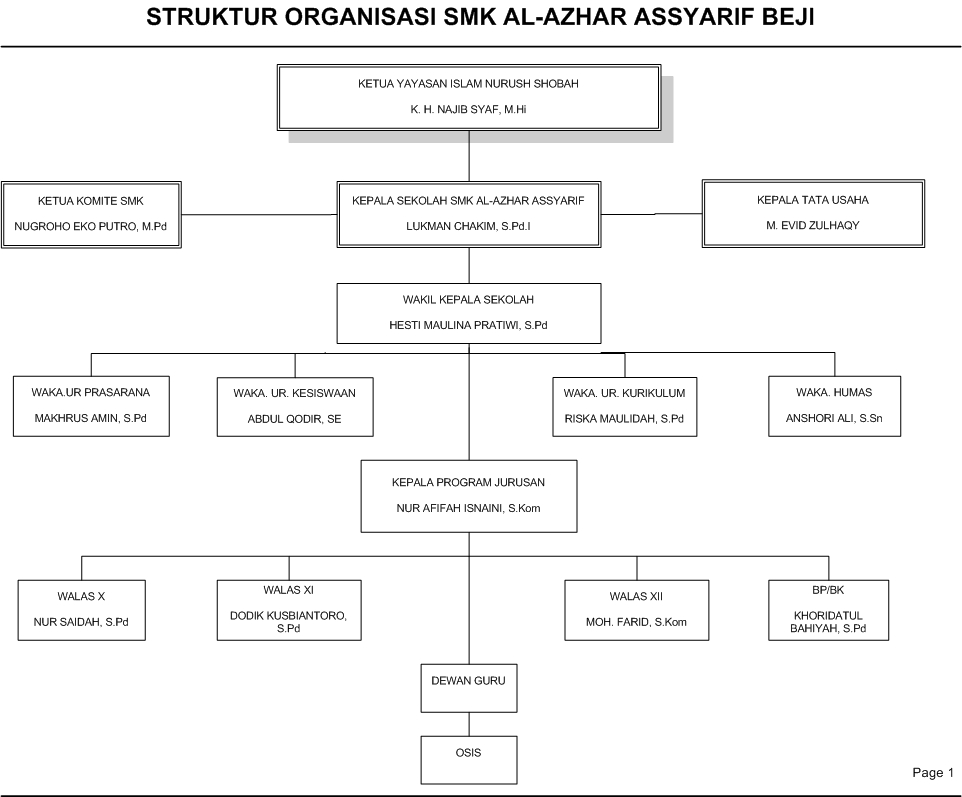 STRUKTUR ORGANISASI SMK AL-AZHAR ASSYARIF BEJI
KETUA YAYASAN ISLAM NURUSH SHOBAH
K. H. NAJIB SYAF, M.Hi
KETUA KOMITE SMK
NUGROHO EKO PUTRO, M.Pd
KEPALA SEKOLAH SMK AL-AZHAR ASSYARIF
LUKMAN CHAKIM, S.Pd.I
KEPALA TATA USAHA
M. EVID ZULHAQY
WAKIL KEPALA SEKOLAH
HESTI MAULINA PRATIWI, S.Pd
WAKA.UR PRASARANA
MAKHRUS AMIN, S.Pd
WAKA. UR. KESISWAAN
ABDUL QODIR, SE
WAKA. UR. KURIKULUM
RISKA MAULIDAH, S.Pd
WAKA. HUMAS
ANSHORI ALI, S.Sn
KEPALA PROGRAM JURUSAN
NUR AFIFAH ISNAINI, S.Kom
WALAS X
NUR SAIDAH, S.Pd
WALAS XI
DODIK KUSBIANTORO,
S.Pd
WALAS XII
MOH. FARID, S.Kom
BP/BK
KHORIDATUL
BAHIYAH, S.Pd
DEWAN GURU
OSIS
Page 1